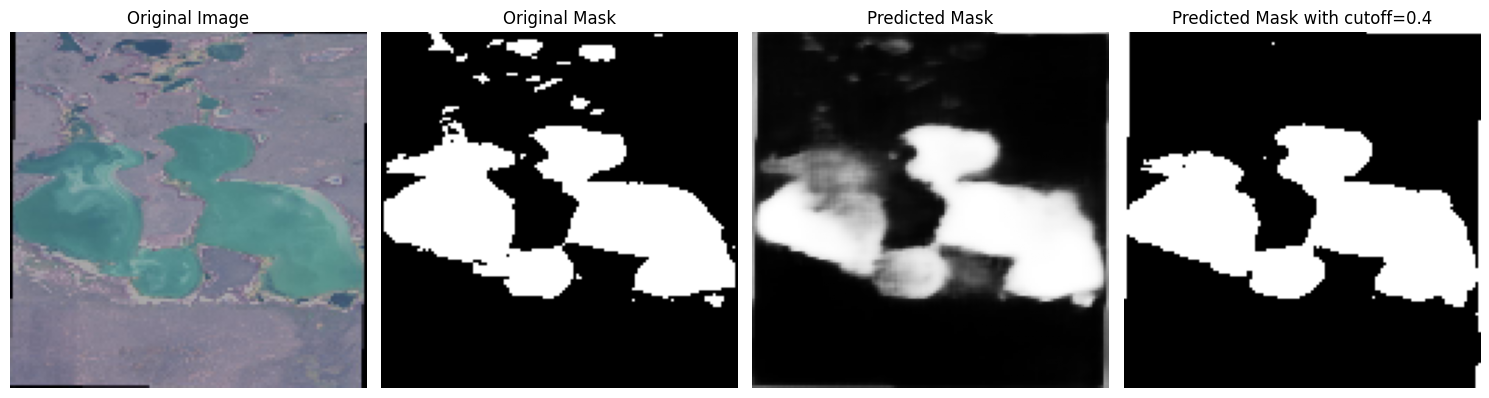 Original Image
Original Mask
Predicted Mask
Predicted Mask with cutoff=0.4